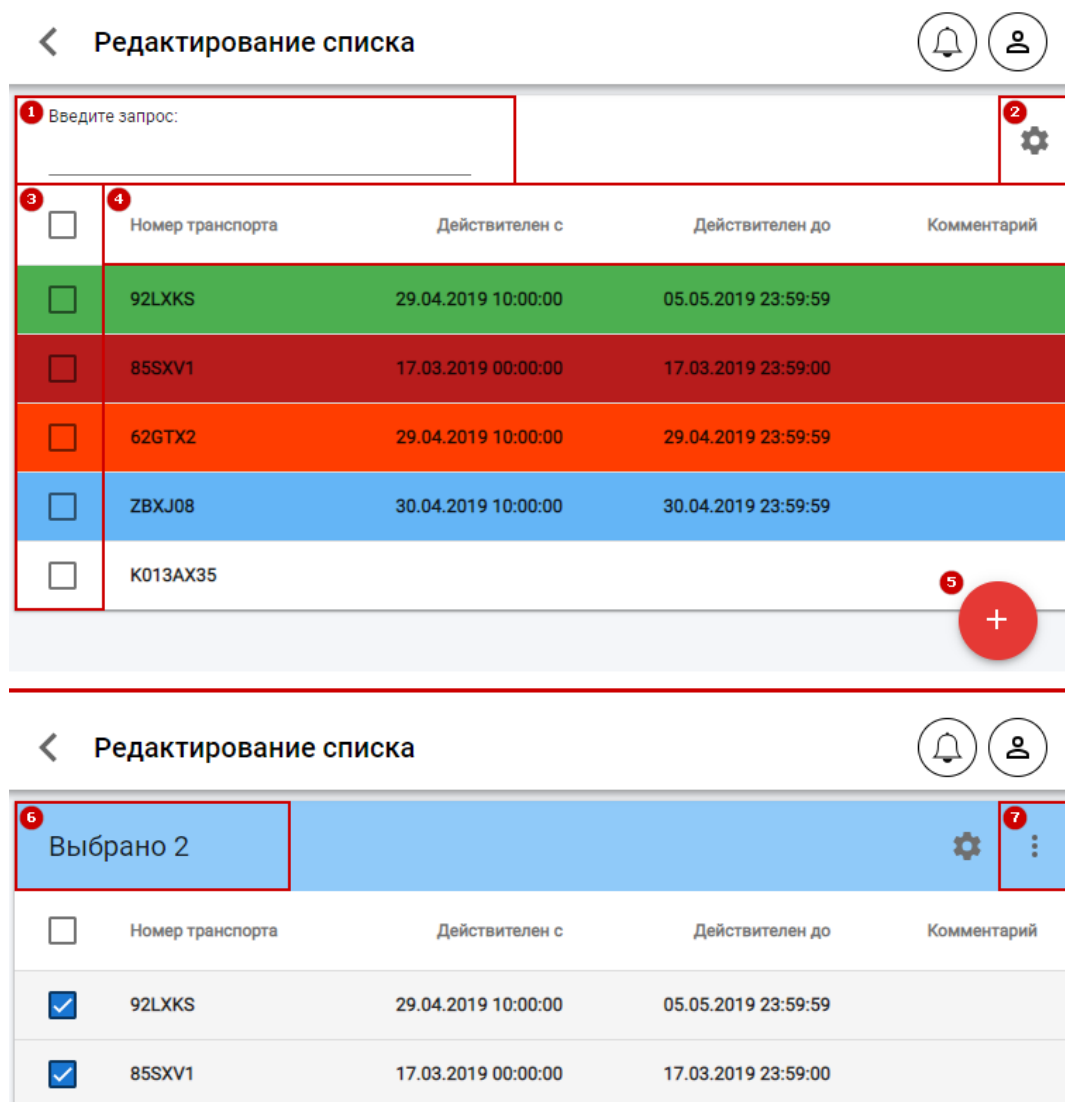 Редактирование списка
1 Введите запрос: 2
3 4 Номер транспорта Действителен с Действителен до Комментарий
92LXKS 29.04.2019 10:00:00 05.05.2019 23:59:59
85SXV1 17.03.2019 00:00:00 17.03.2019 23:59:00
62GTX2 29.04.2019 10:00:00 29.04.2019 23:59:59
ZBXJ08 30.04.2019 10:00:00 30.04.2019 23:59:59
K013AX35
5
+
Редактирование списка
6 Выбрано 2 7
Номер транспорта Действителен с Действителен до Комментарий
92LXKS 29.04.2019 10:00:00 05.05.2019 23:59:59
85SXV1 17.03.2019 00:00:00 17.03.2019 23:59:00